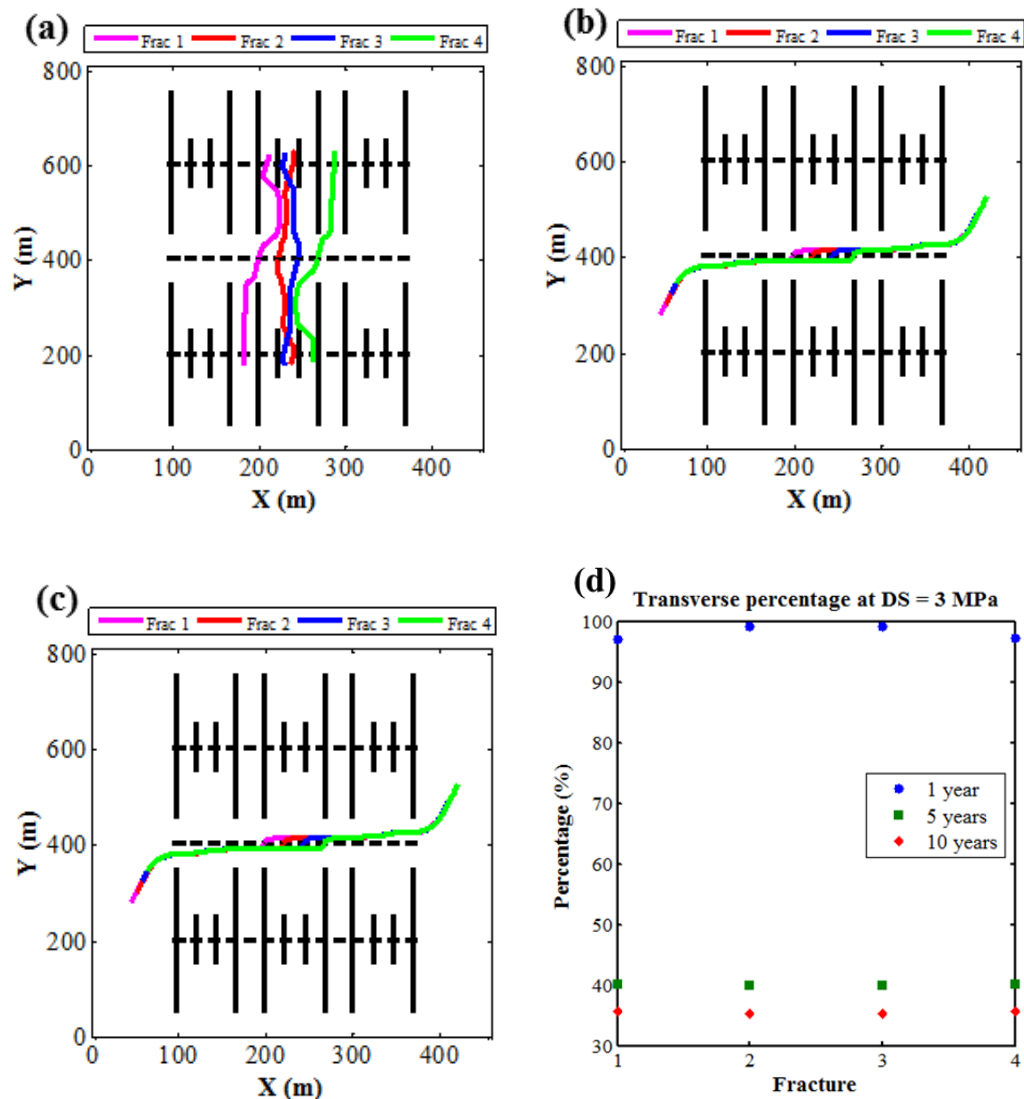 (a)
Frac 1 Frac 2 Frac 3 Frac 4
800
600
400
200
0
0 100 200 300 400
Y (m)
X (m)
(b)
Frac 1 Frac 2 Frac 3 Frac 4
800
600
400
200
0
0 100 200 300 400
Y (m)
X (m)
(c)
Frac 1 Frac 2 Frac 3 Frac 4
800
600
400
200
0
0 100 200 300 400
Y (m)
X (m)
(d)
Transverse percentage at DS = 3 MPa
100
90
80
70
60
50
40
30
1 2 3 4
Percentage (%)
Fracture
1 year
5 years
10 years